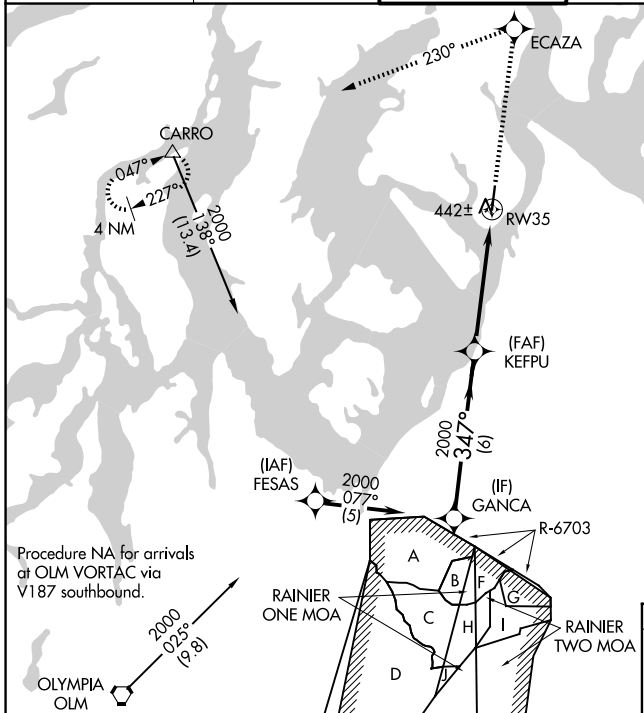 230°
ECAZA
CARRO
047°
227°
4 NM
2000
138°
(13.4)
442±
RW35
(FAF)
KEFPU
2000
347°
(6)
(IAF)
FESAS
2000
077°
(5)
(IF)
GANCA
R-6703
Procedure NA for arrivals
at OLM VORTAC via
V187 southbound.
A
B
F
G
RAINIER
ONE MOA
C
H
I
RAINIER
TWO MOA
D
J
2000
025°
(9.8)
OLYMPIA
OLM